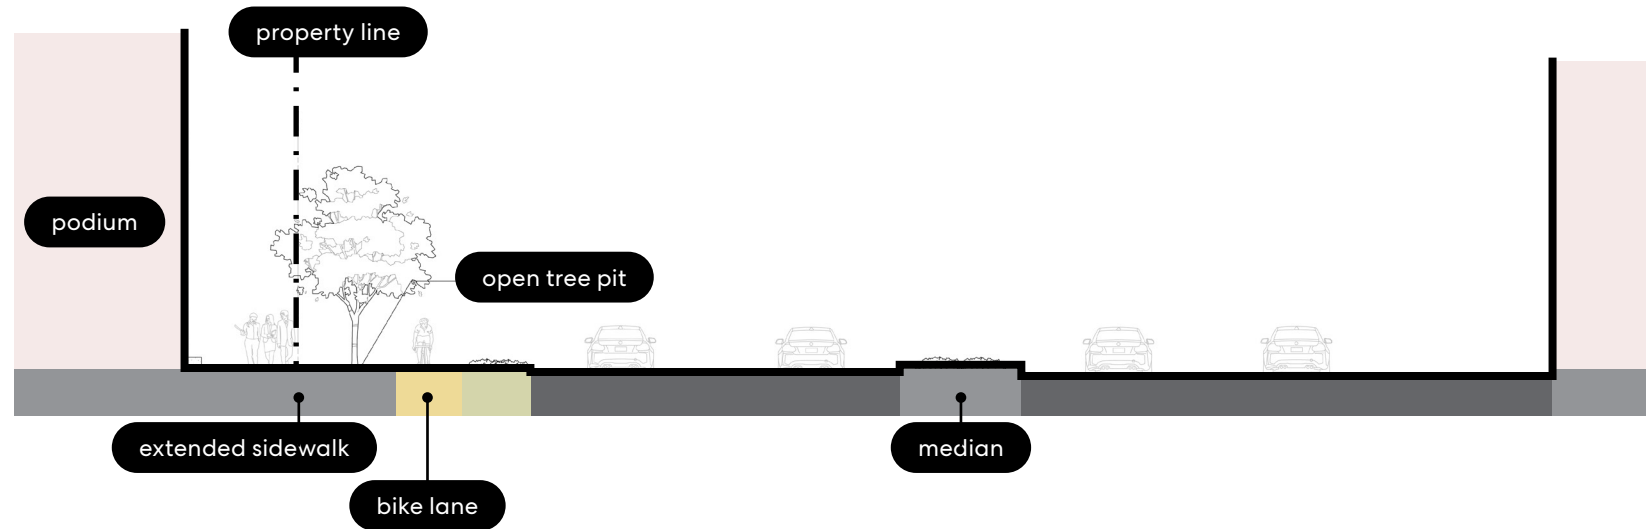 property line
podium
open tree pit
extended sidewalk
median
bike lane